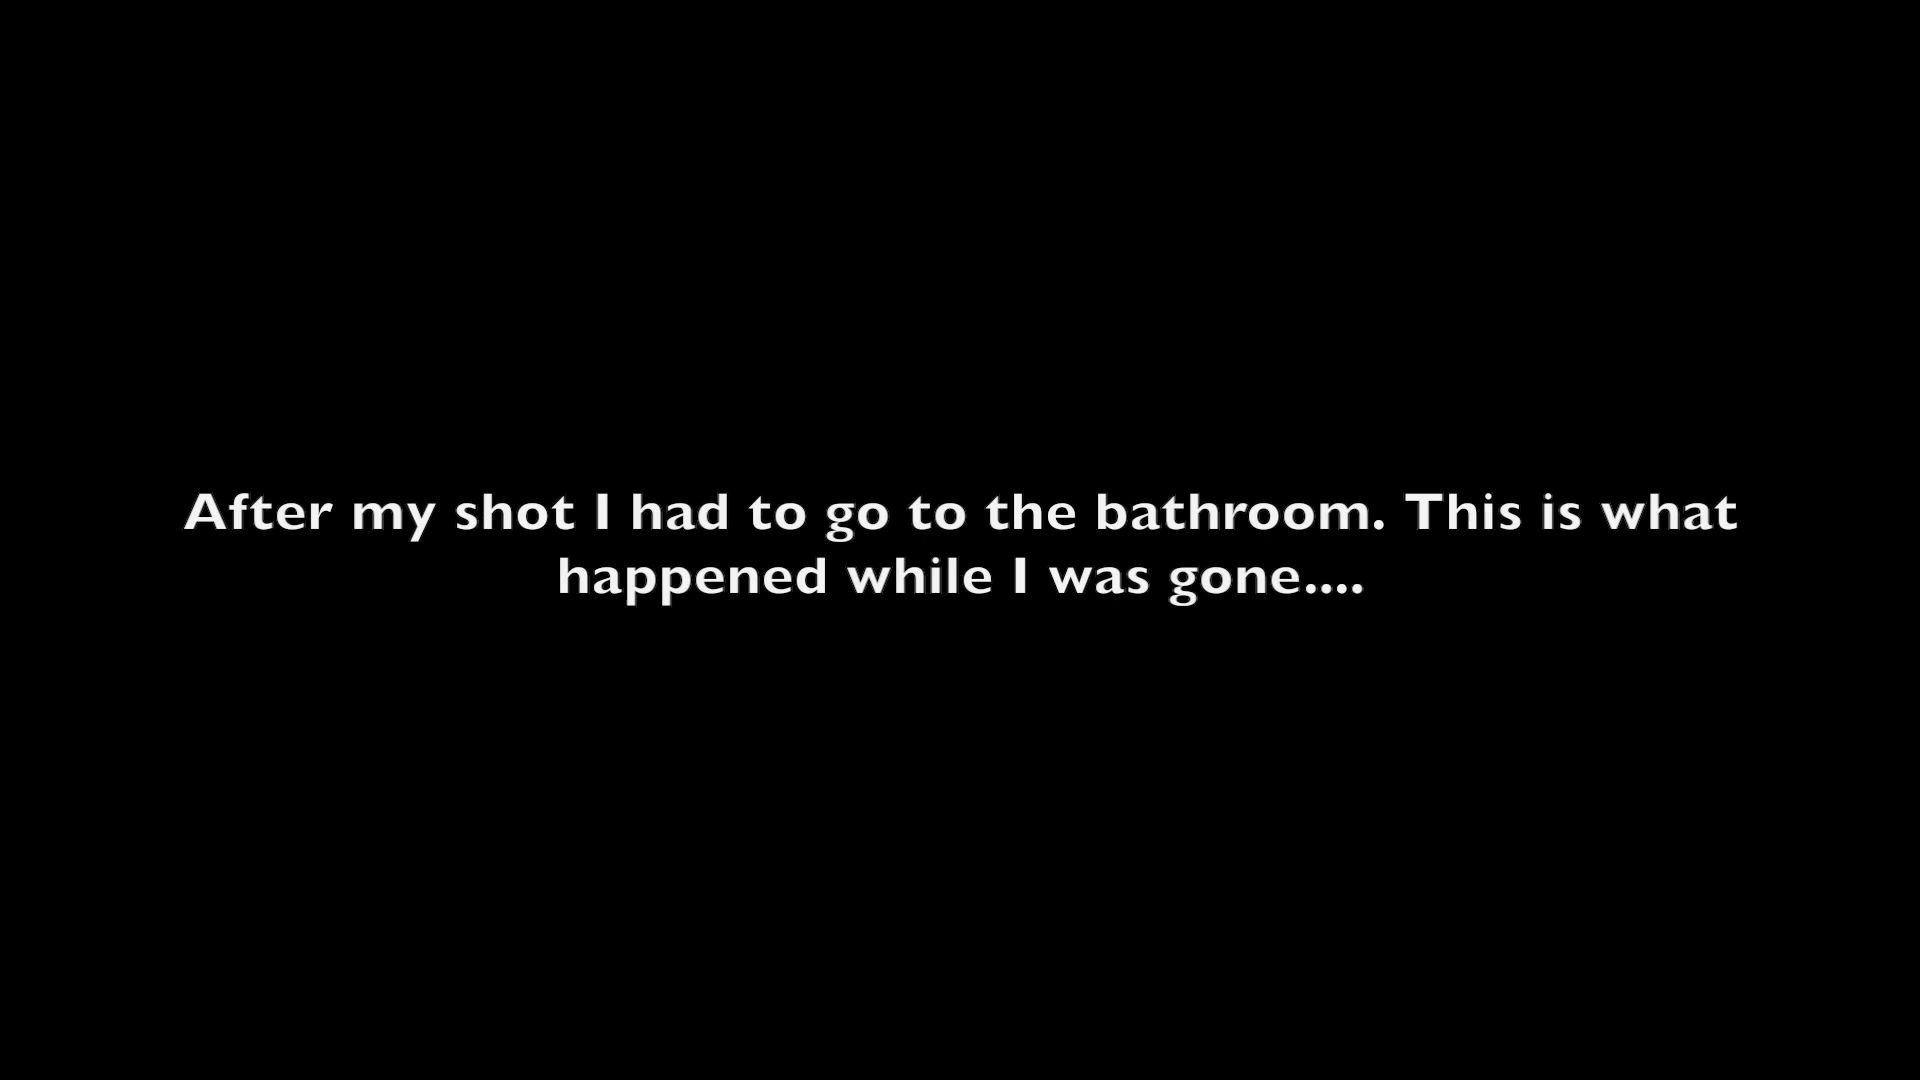 After my shot I had to go to the bathroom. This is what
happened while I was gone....